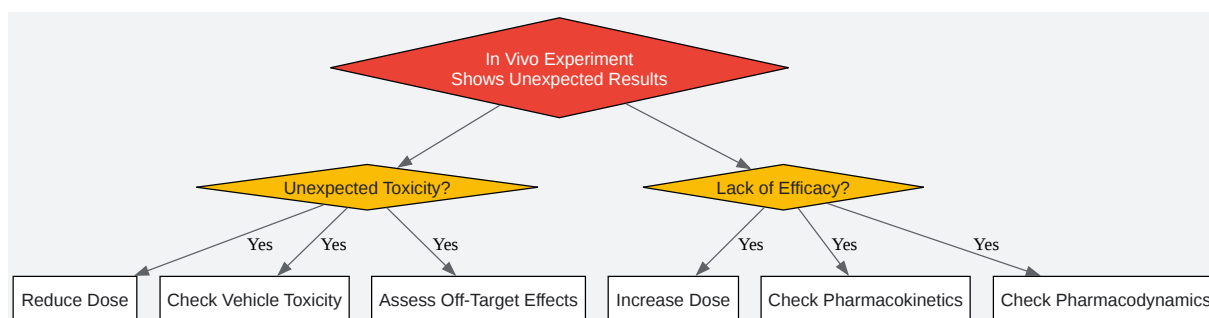 In Vivo Experiment
Shows Unexpected Results
Unexpected Toxicity?
Lack of Efficacy?
Yes
Yes
Yes
Yes
Yes
Yes
Reduce Dose
Check Vehicle Toxicity
Assess Off-Target Effects
Increase Dose
Check Pharmacokinetics
Check Pharmacodynamics